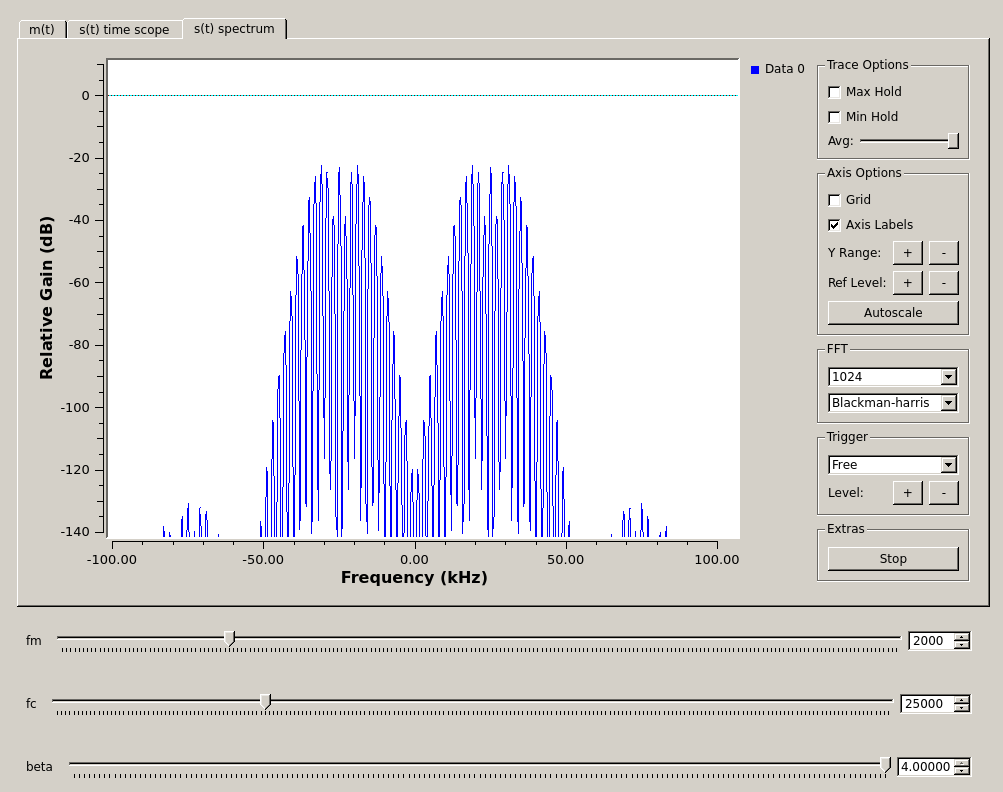 m(t)
s(t) time scope
s(t) spectrum
0
-20
-40
-60
-80
-100
-120
-140
Relative Gain (dB)
-100.00
-50.00
0.00
50.00
100.00
Frequency (kHz)
Data 0
Trace Options
Max Hold
Min Hold
Avg:
Axis Options
Grid
Axis Labels
Y Range: + -
Ref Level: + -
Autoscale
FFT
1024
Blackman-harris
Trigger
Free
Level: + -
Extras
Stop
fm 2000
fc 25000
beta 4.00000